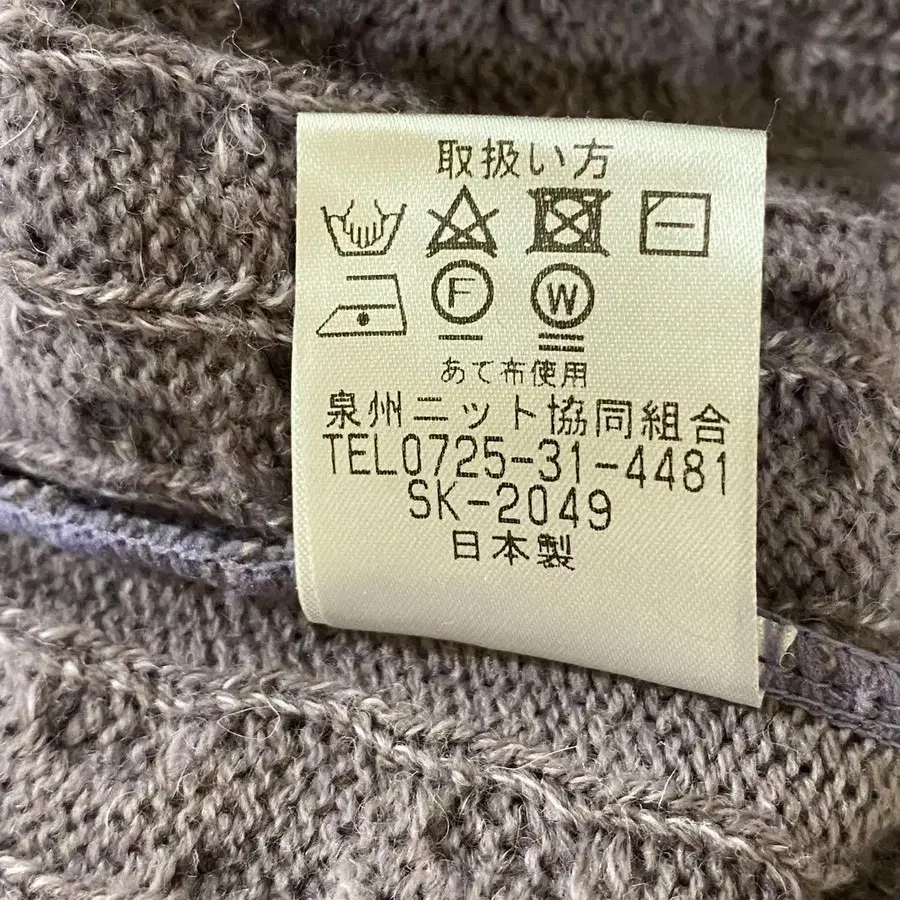 取扱い方
F W
あて布使用
泉州ニット協同組合
TEL0725-31-4481
SK-2049
日本製